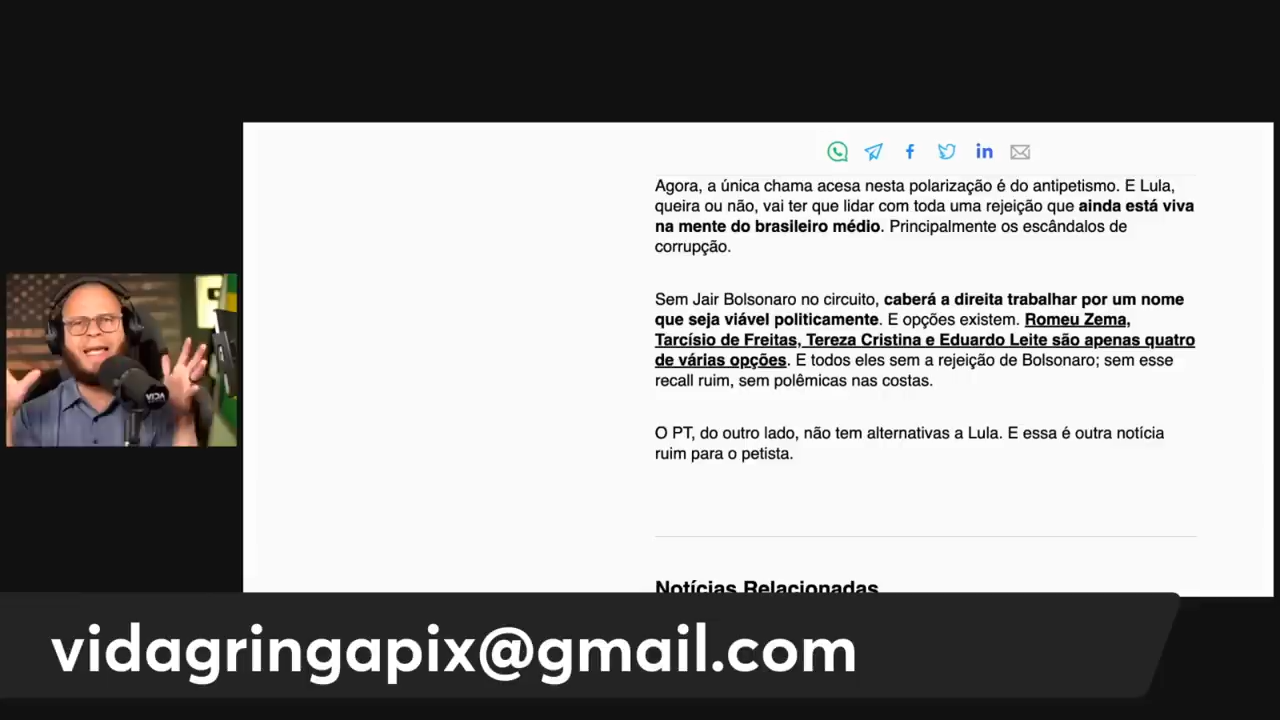 Agora, a única chama acesa nesta polarização é do antipetismo. E Lula,
queira ou não, vai ter que lidar com toda uma rejeição que ainda está viva
na mente do brasileiro médio. Principalmente os escândalos de
corrupção.
Sem Jair Bolsonaro no circuito, caberá a direita trabalhar por um nome
que seja viável politicamente. E opções existem. Romeu Zema,
Tarcísio de Freitas, Tereza Cristina e Eduardo Leite são apenas quatro
de várias opções. E todos eles sem a rejeição de Bolsonaro; sem esse
recall ruim, sem polêmicas nas costas.
O PT, do outro lado, não tem alternativas a Lula. E essa é outra notícia
ruim para o petista.
Notícias Relacionadas
VIDA
vidagringapix@gmail.com